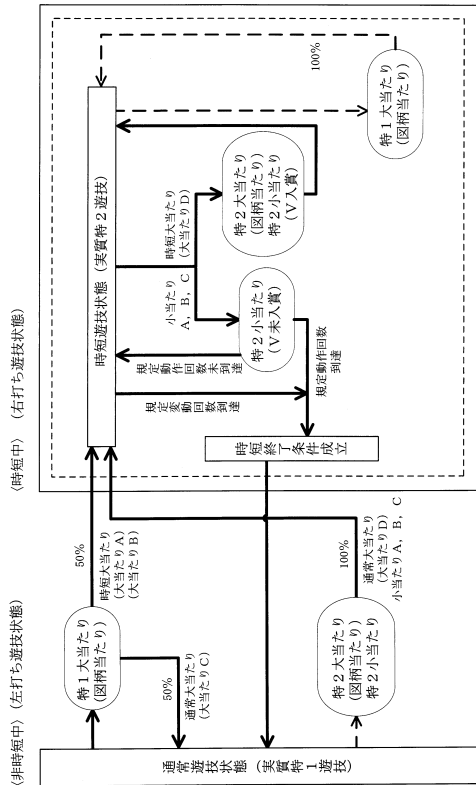 〈非時短中〉（左打ち遊技状態）
〈時短中〉（右打ち遊技状態）
通常遊技状態（実質特１遊技）
特１大当たり
（図柄当たり）
50%
時短大当たり
（大当たりA）
（大当たりB）
50%
通常大当たり
（大当たりC）
特２大当たり
（図柄当たり）
特２小当たり
100%
通常大当たり
（大当たりD）
小当たりA，B，C
時短遊技状態（実質特２遊技）
規定変動回数到達
規定動作回数未到達
小当たり
A，B，C
時短大当たり
（大当たりD）
特２小当たり
（V未入賞）
特２大当たり
（図柄当たり）
特２小当たり
（V入賞）
規定動作回数
到達
時短終了条件成立
特１大当たり
（図柄当たり）
100%